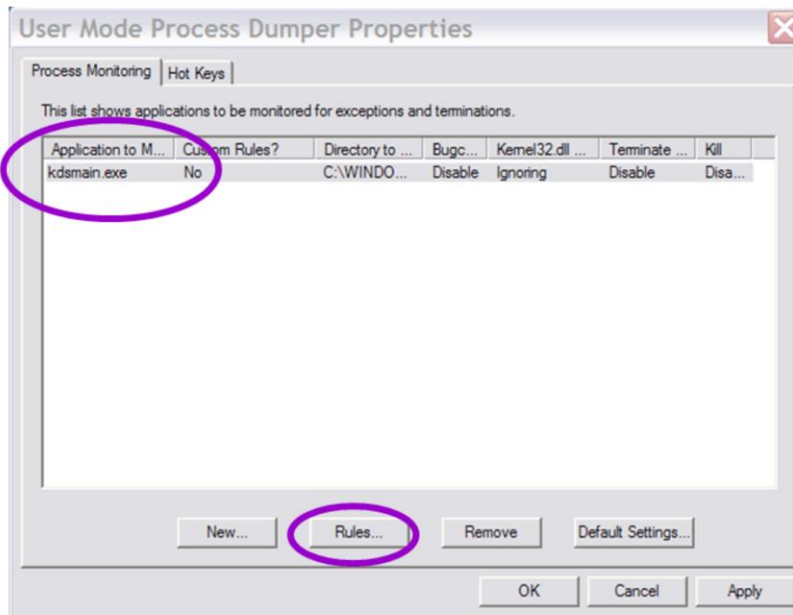 User Mode Process Dumper Properties
Process Monitoring Hot Keys
This list shows applications to be monitored for exceptions and terminations.
Application to M... Custom Rules? Directory to ... Bugc... Kernel32.dll ... Terminate ... Kill
kdsmain.exe No C:\WINDO... Disable Ignoring Disable Disa...
New... Rules... Remove Default Settings...
OK Cancel Apply